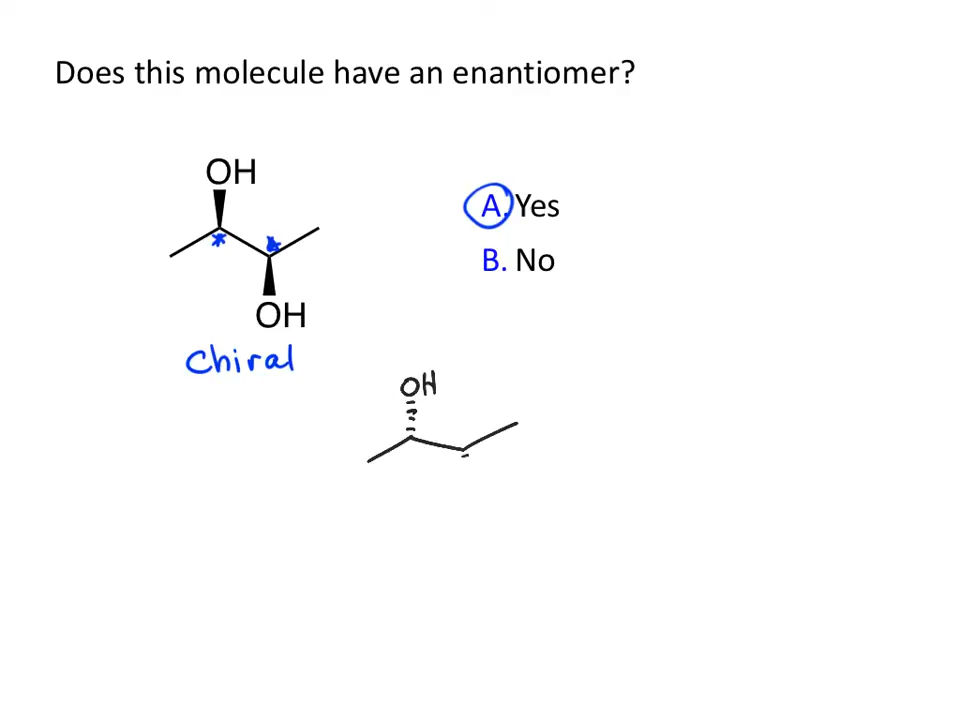 Does this molecule have an enantiomer?
OH
A. Yes
B. No
OH
Chiral
OH